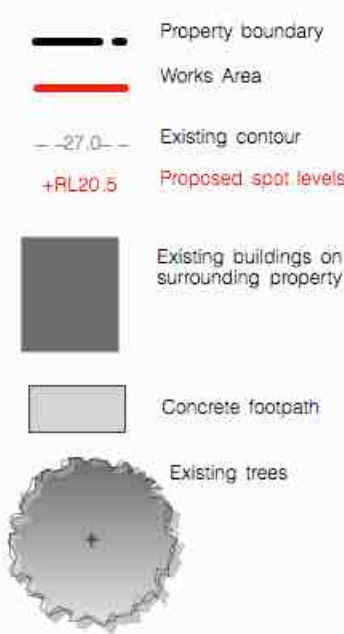 Property boundary
Works Area
– –27.0– – Existing contour
+RL20.5 Proposed spot levels
Existing buildings on
surrounding property
Concrete footpath
Existing trees